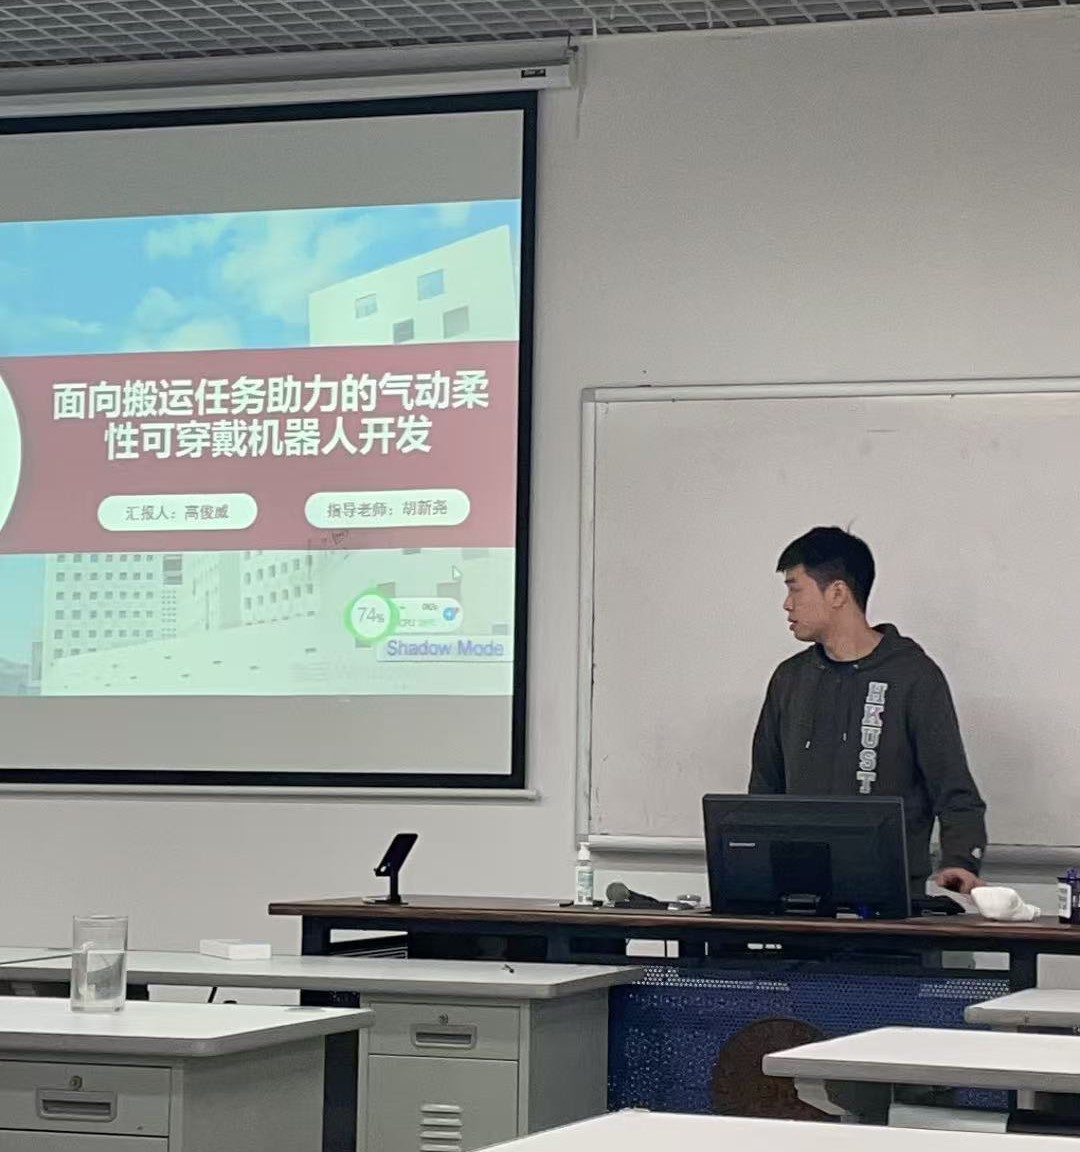 面向搬运任务助力的气动柔
性可穿戴机器人开发
汇报人：高俊威
指导老师：胡新尧
74%
0K/s
CPU
Shadow Mode
HKUST